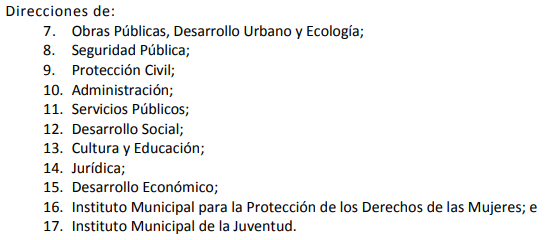 Direcciones de:
7. Obras Públicas, Desarrollo Urbano y Ecología;
8. Seguridad Pública;
9. Protección Civil;
10. Administración;
11. Servicios Públicos;
12. Desarrollo Social;
13. Cultura y Educación;
14. Jurídica;
15. Desarrollo Económico;
16. Instituto Municipal para la Protección de los Derechos de las Mujeres; e
17. Instituto Municipal de la Juventud.